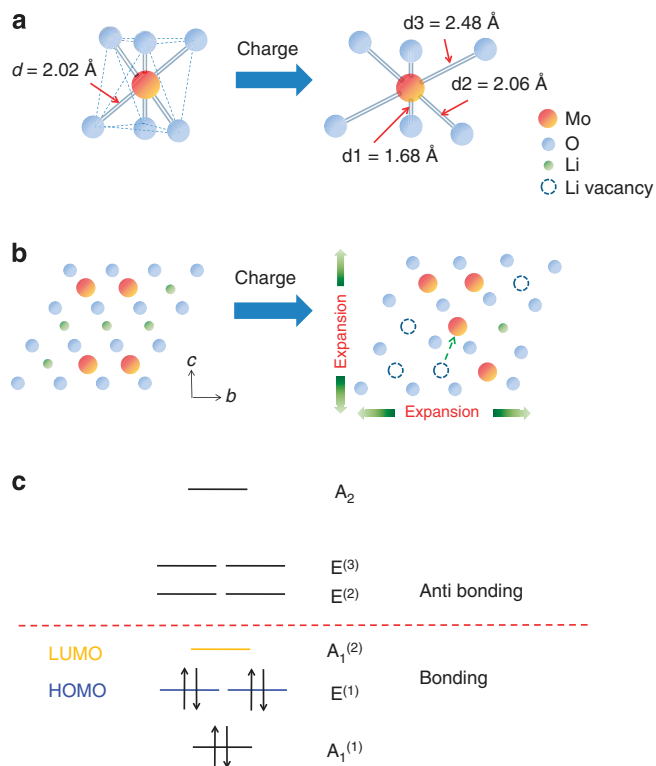 a
Charge
d = 2.02 Å
d3 = 2.48 Å
d2 = 2.06 Å
d1 = 1.68 Å
Mo
O
Li
Li vacancy
b
Charge
c
b
Expansion
Expansion
c
A₂
E⁽³⁾
E⁽²⁾
Anti bonding
LUMO
A₁⁽²⁾
HOMO
E⁽¹⁾
Bonding
A₁⁽¹⁾